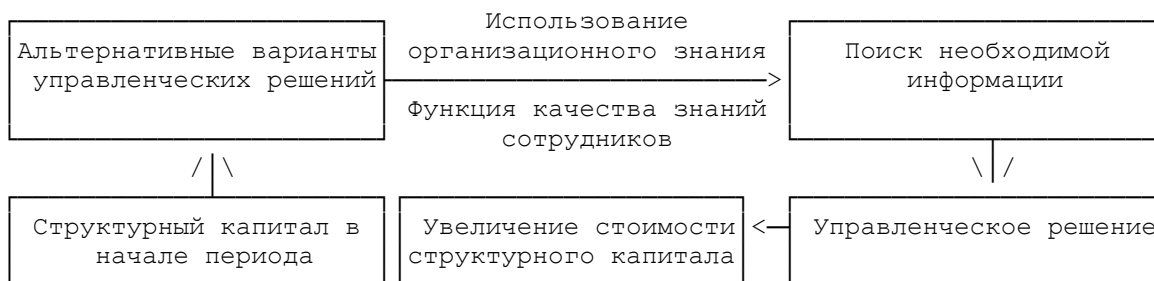 Альтернативные варианты
управленческих решений
Использование
организационного знания
Функция качества знаний
сотрудников
Поиск необходимой
информации
Структурный капитал в
начале периода
Увеличение стоимости
структурного капитала
Управленческое решение